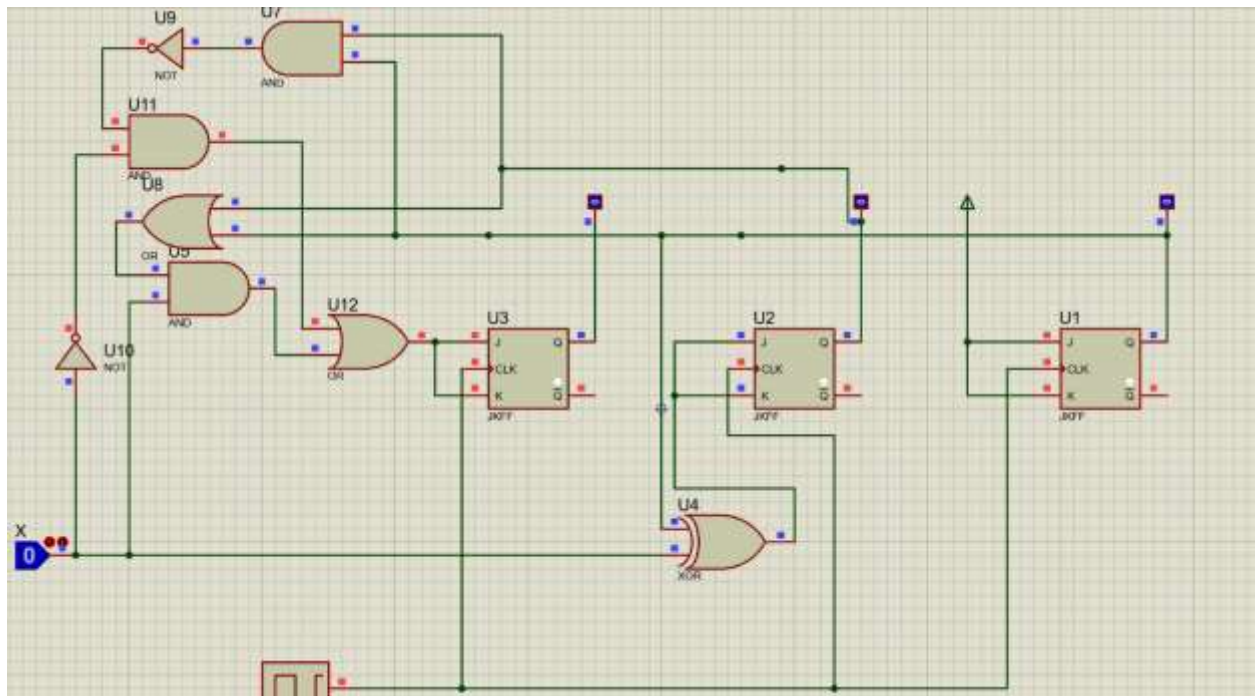 U9
U7
NOT
AND
U11
AND
U8
OR
U5
AND
U10
NOT
U12
OR
U3
J
Q
CLK
K
Q
JKFF
U2
J
Q
CLK
K
Q
JKFF
U1
J
Q
CLK
K
Q
JKFF
X
0
U4
XOR